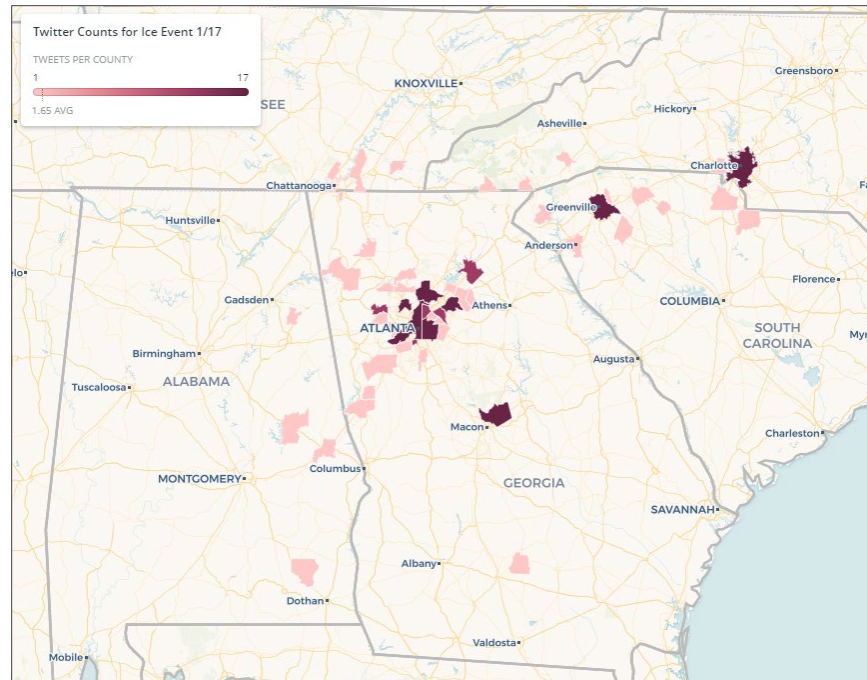 Twitter Counts for Ice Event 1/17
TWEETS PER COUNTY
1 17
1.65 AVG
SEE
KNOXVILLE
Greensboro
Hickory
Asheville
Charlotte
Chattanooga
Greenville
Huntsville
Anderson
elo
Florence
Gadsden
COLUMBIA
Athens
ATLANTA
SOUTH
CAROLINA
My
Birmingham
Augusta
ALABAMA
Tuscaloosa
Macon
Charleston
Columbus
MONTGOMERY
GEORGIA
SAVANNAH
Albany
Dothan
Valdosta
Mobile